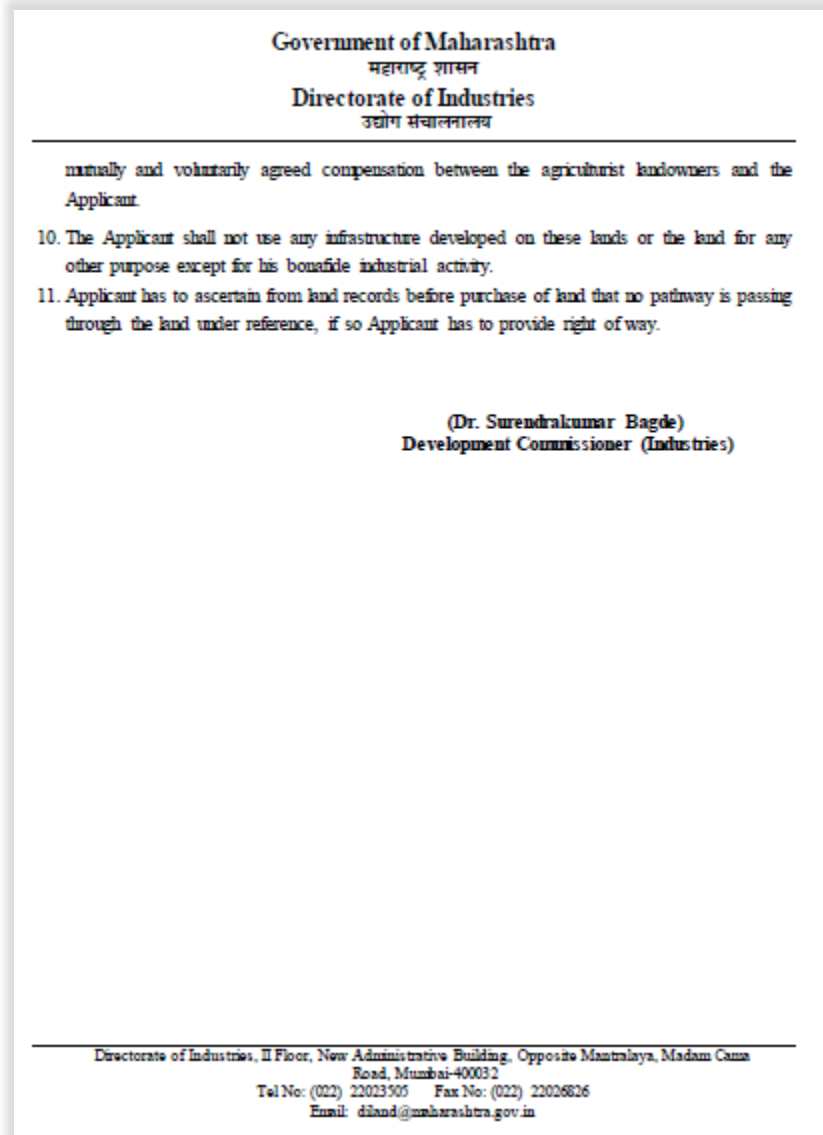 Government of Maharashtra
महाराष्ट्र शासन
Directorate of Industries
उद्योग संचालनालय
mutually and voluntarily agreed compensation between the agriculturist landowners and the
Applicant.
10. The Applicant shall not use any infrastructure developed on these lands or the land for any
other purpose except for his bonafide industrial activity.
11. Applicant has to ascertain from land records before purchase of land that no pathway is passing
through the land under reference, if so Applicant has to provide right of way.
(Dr. Surendrakumar Bagde)
Development Commissioner (Industries)
Directorate of Industries, II Floor, New Administrative Building, Opposite Mantralaya, Madam Cama
Road, Mumbai-400032
Tel No: (022) 22023505 Fax No: (022) 22026826
Email: diland@maharashtra.gov.in